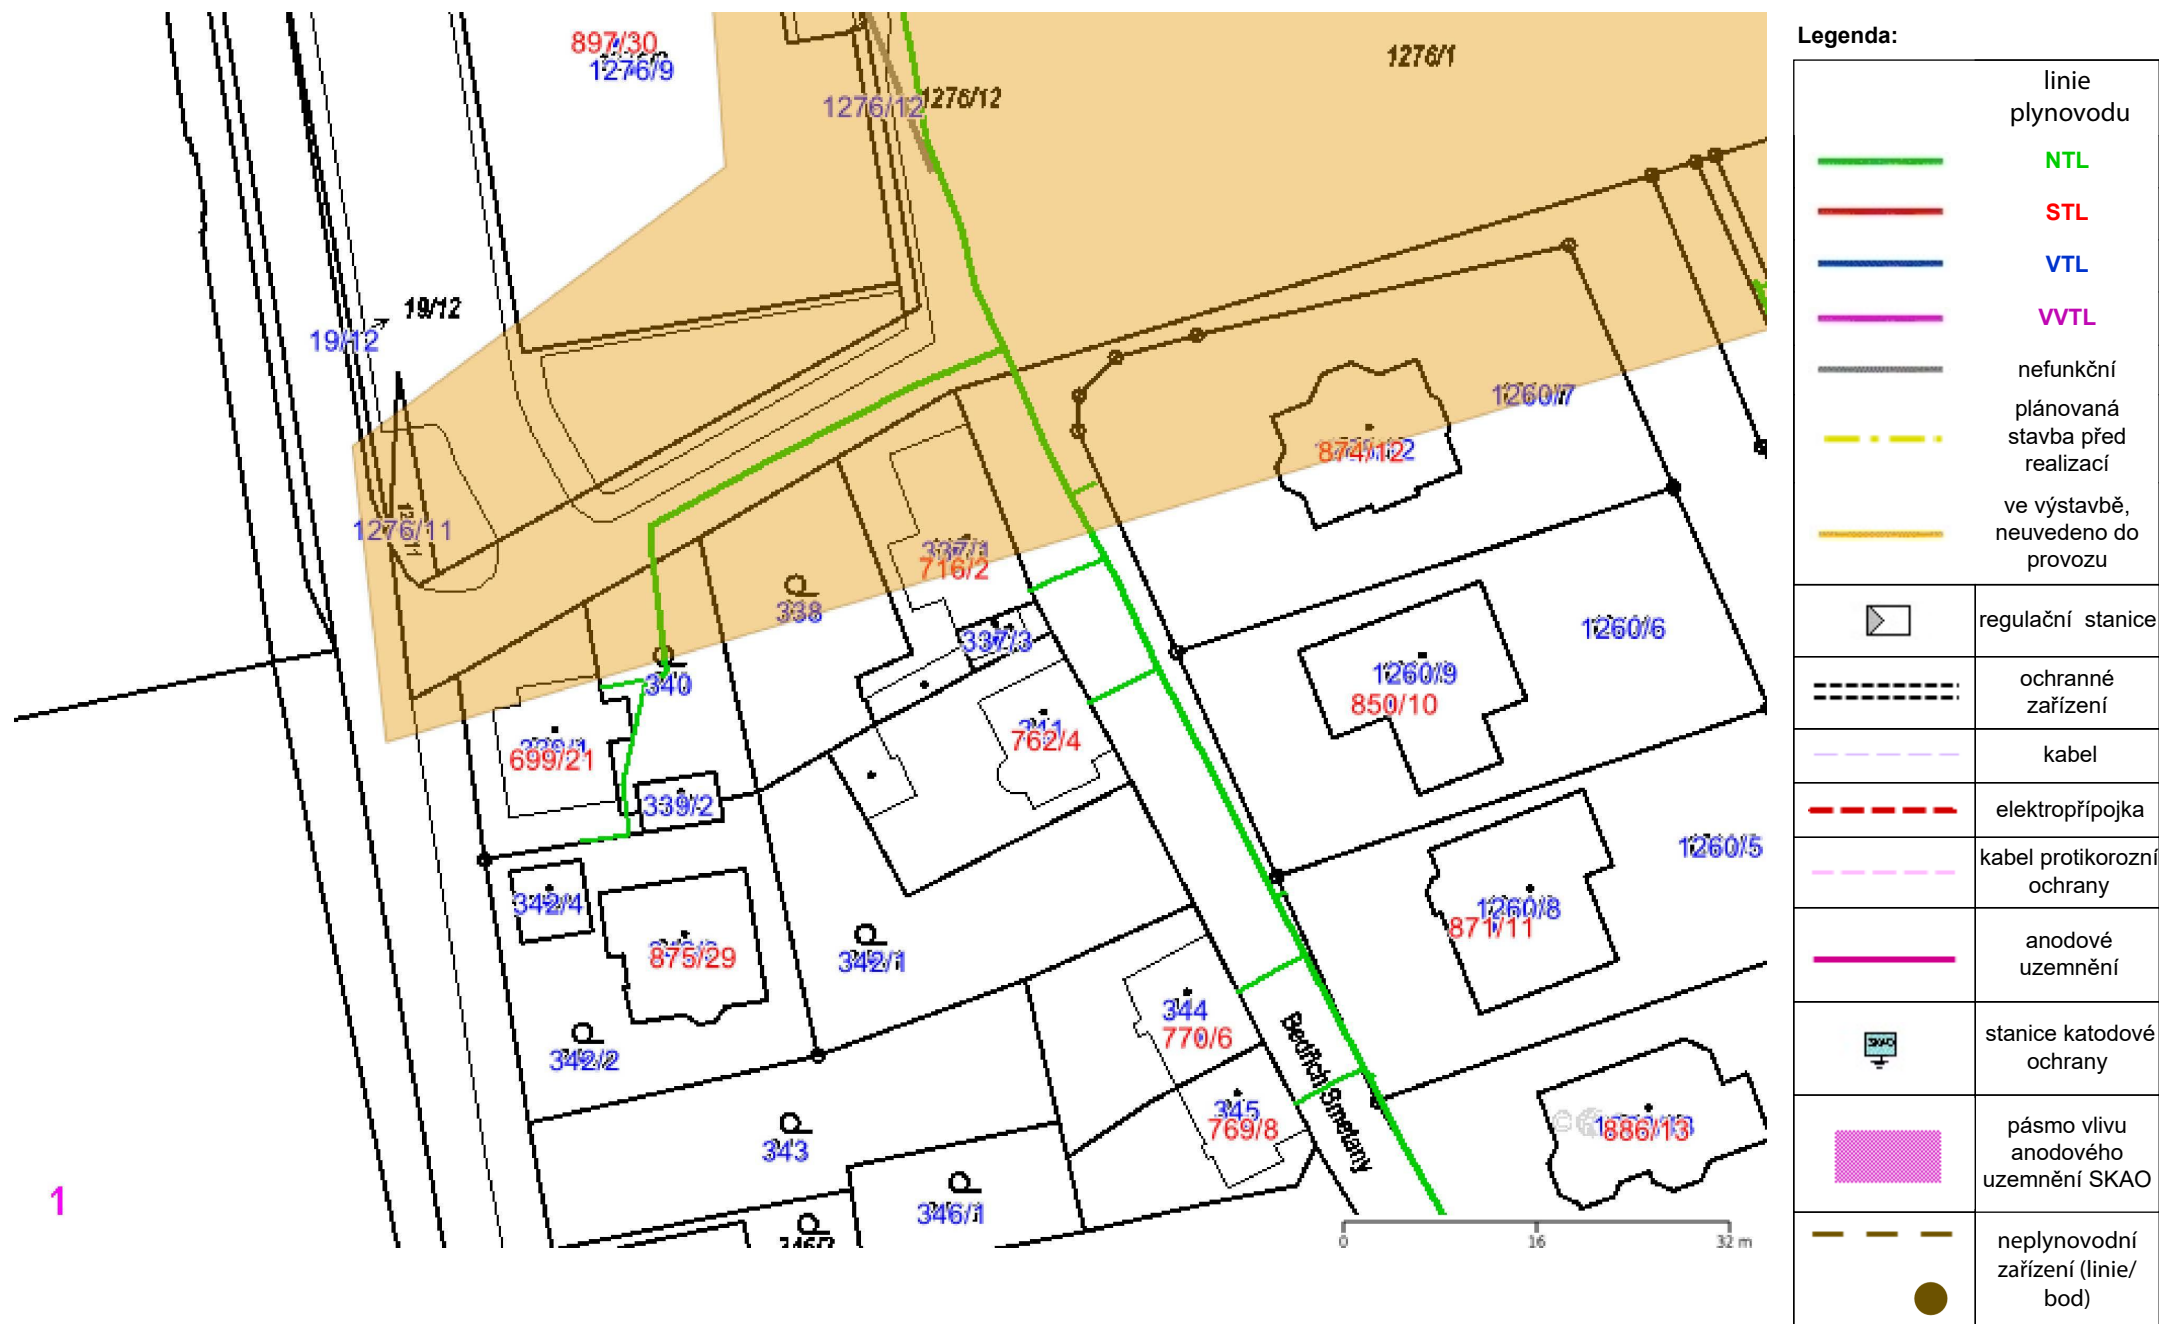 897/30
1276/9
1276/12
1276/12
1276/1
19/12
19/12
1276/11
1260/7
874/12
337/1
716/2
338
337/3
1260/6
340
1260/9
850/10
341
762/4
699/21
339/2
1260/5
342/4
1260/8
871/11
875/29
342/1
344
770/6
342/2
Bedřich Smetany
345
769/8
886/13
343
346/1
1
0 16 32 m
Legenda:
linie
plynovodu
NTL
STL
VTL
VVTL
nefunkční
plánovaná
stavba před
realizací
ve výstavbě,
neuvedeno do
provozu
regulační stanice
ochranné
zařízení
kabel
elektropřípojka
kabel protikorozní
ochrany
anodové
uzemnění
SKAO
stanice katodové
ochrany
pásmo vlivu
anodového
uzemnění SKAO
neplynovodní
zařízení (linie/
bod)